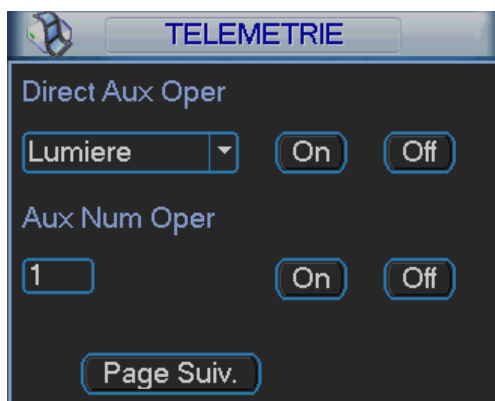 TELEMETRIE
Direct Aux Oper
Lumiere On Off
Aux Num Oper
1 On Off
Page Suiv.